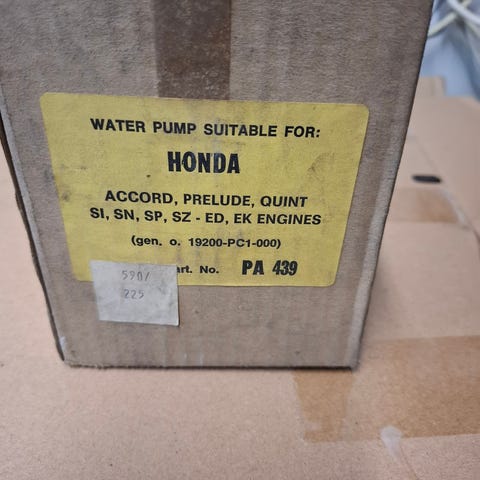 WATER PUMP SUITABLE FOR:
HONDA
ACCORD, PRELUDE, QUINT
SI, SN, SP, SZ - ED, EK ENGINES
(gen. o. 19200-PC1-000)
art. No. PA 439
590/
225